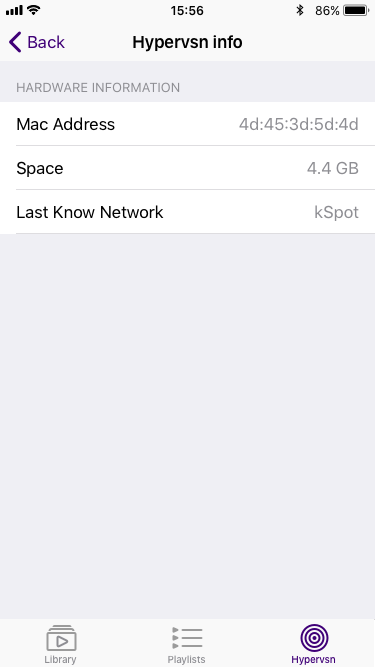 15:56 86%
Back Hypervsn info
HARDWARE INFORMATION
Mac Address 4d:45:3d:5d:4d
Space 4.4 GB
Last Know Network kSpot
Library Playlists Hypervsn